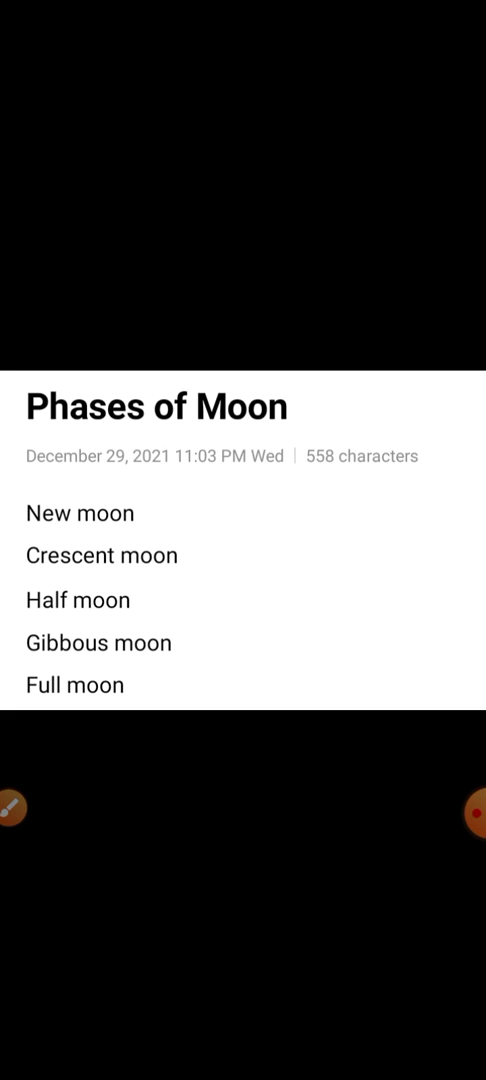 Phases of Moon
December 29, 2021 11:03 PM Wed | 558 characters
New moon
Crescent moon
Half moon
Gibbous moon
Full moon